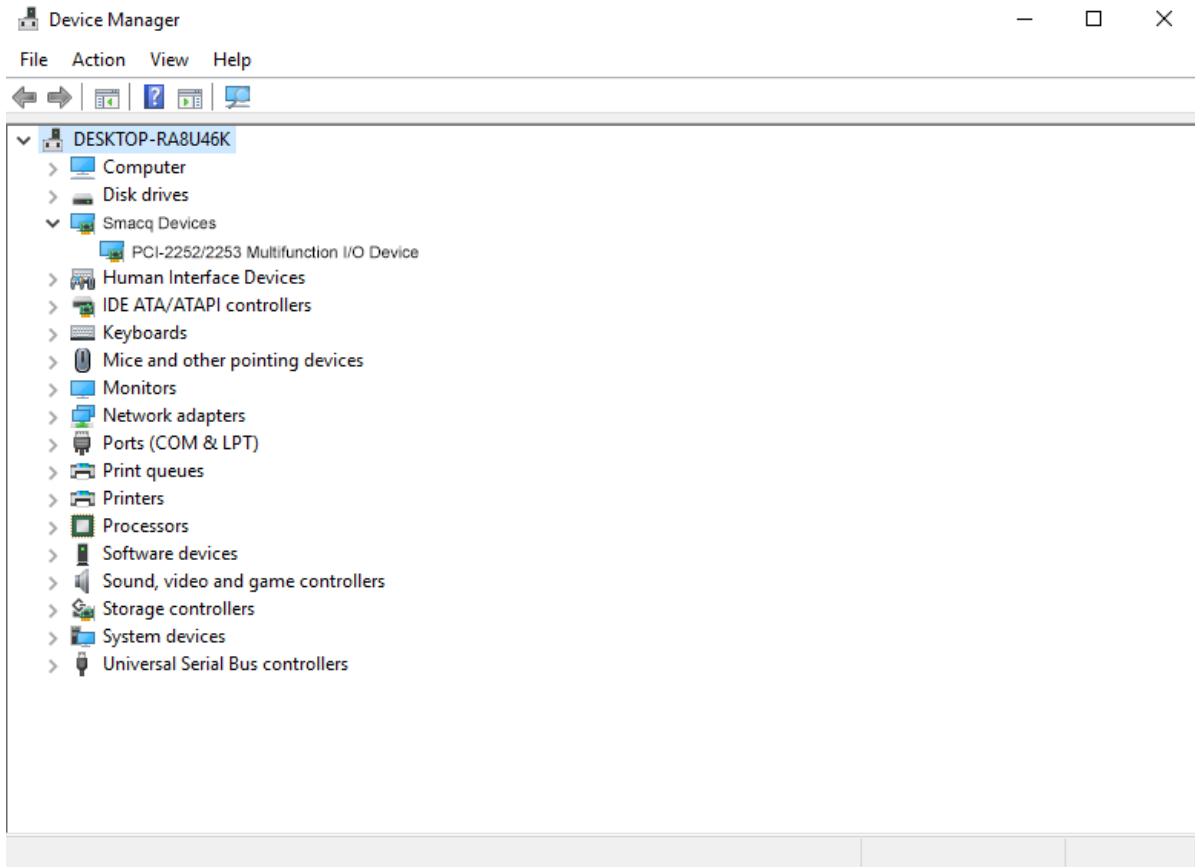 Device Manager
File Action View Help
DESKTOP-RA8U46K
Computer
Disk drives
Smacq Devices
PCI-2252/2253 Multifunction I/O Device
Human Interface Devices
IDE ATA/ATAPI controllers
Keyboards
Mice and other pointing devices
Monitors
Network adapters
Ports (COM & LPT)
Print queues
Printers
Processors
Software devices
Sound, video and game controllers
Storage controllers
System devices
Universal Serial Bus controllers